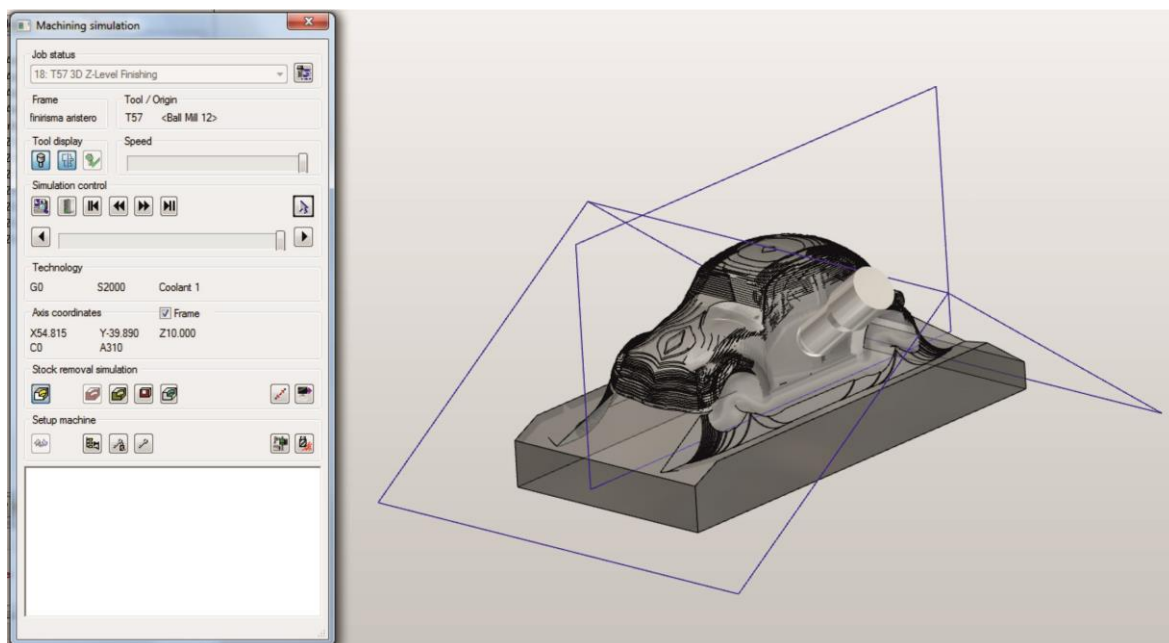 Machining simulation
Job status
18: T57 3D Z-Level Finishing
Frame
Tool / Origin
finirisma aristero
T57 <Ball Mill 12>
Tool display
Speed
Simulation control
Technology
G0 S2000 Coolant 1
Axis coordinates
Frame
X54.815 Y-39.890 Z10.000
C0 A310
Stock removal simulation
Setup machine